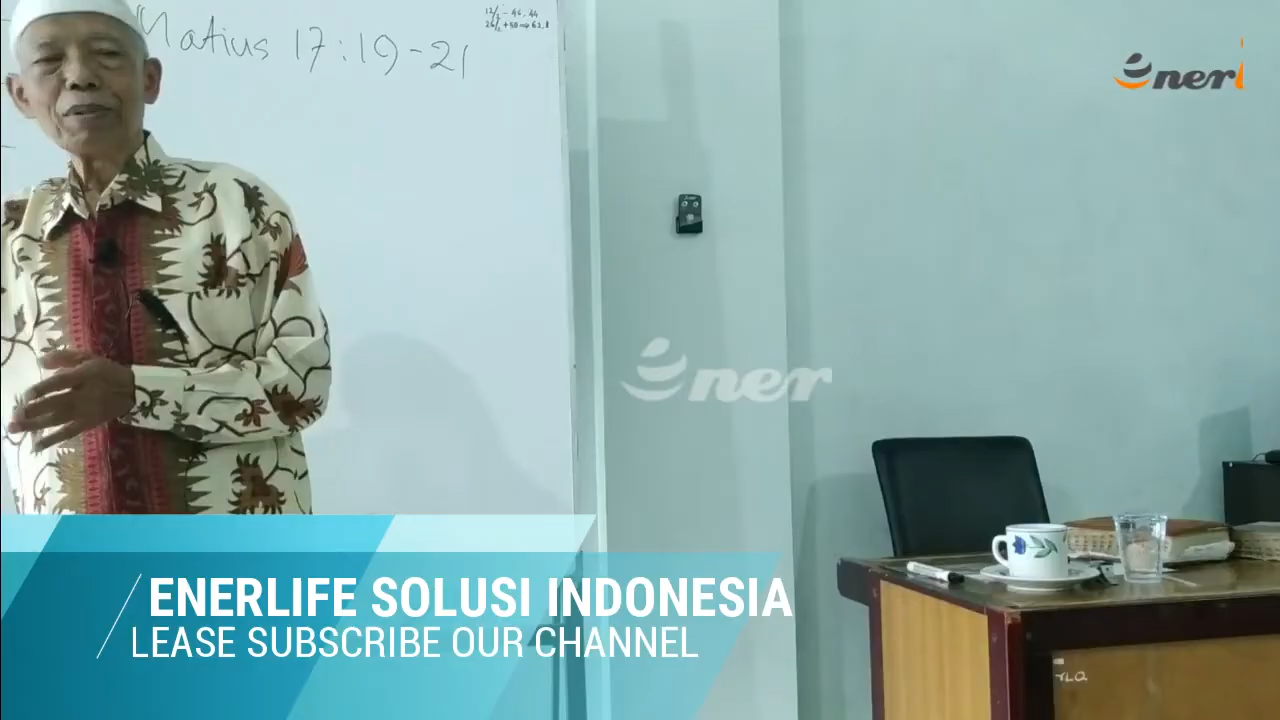 Matius 17:19-21
ener
ener
ENERLIFE SOLUSI INDONESIA
LEASE SUBSCRIBE OUR CHANNEL